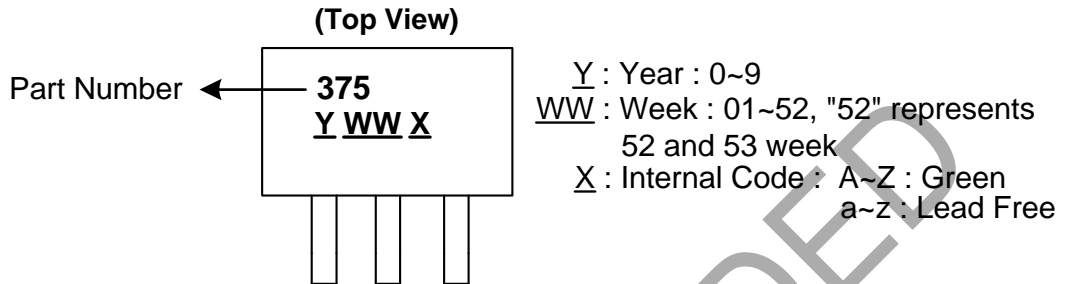 (Top View)
Part Number
375
Y WW X
Y : Year : 0~9
WW : Week : 01~52, "52" represents
52 and 53 week
X : Internal Code : A~Z : Green
a~z : Lead Free